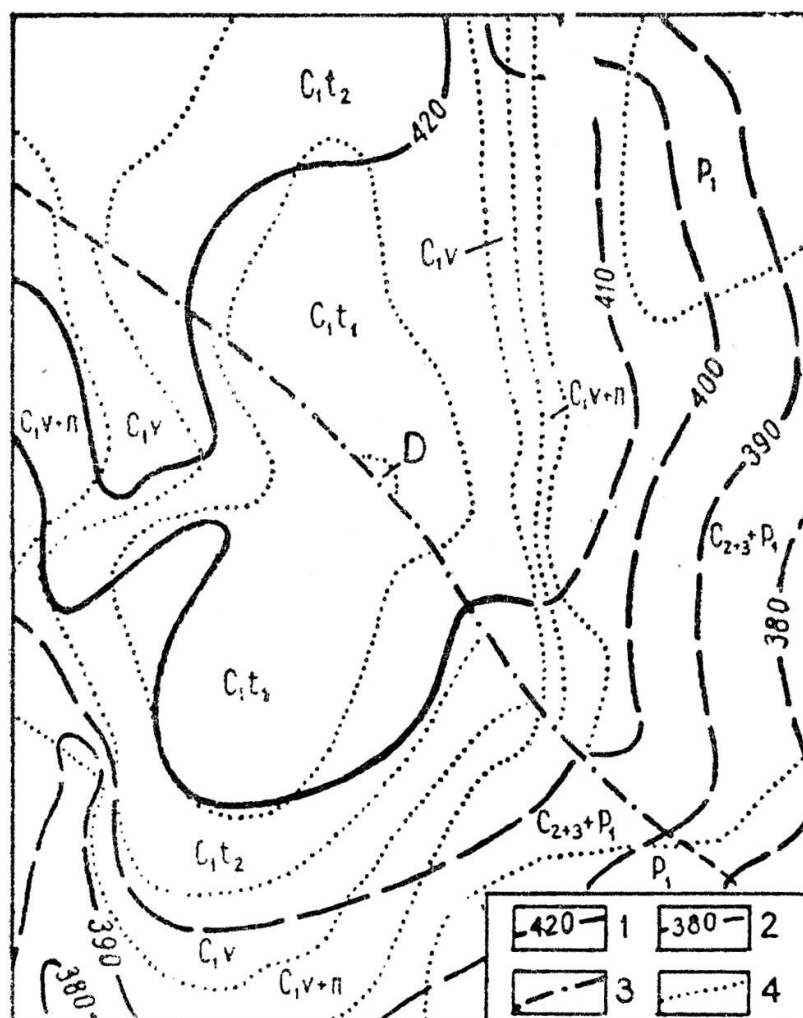 C₁t₂
420
P₁
C₁v
410
C₁t₁
400
C₁v+п
C₁v
C₁v+п
390
D
C₂₊₃+P₁
380
C₁t₂
C₂₊₃+P₁
C₁t₂
P₁
C₁v
390
C₁v+п
380
420 1 380 2
3 4